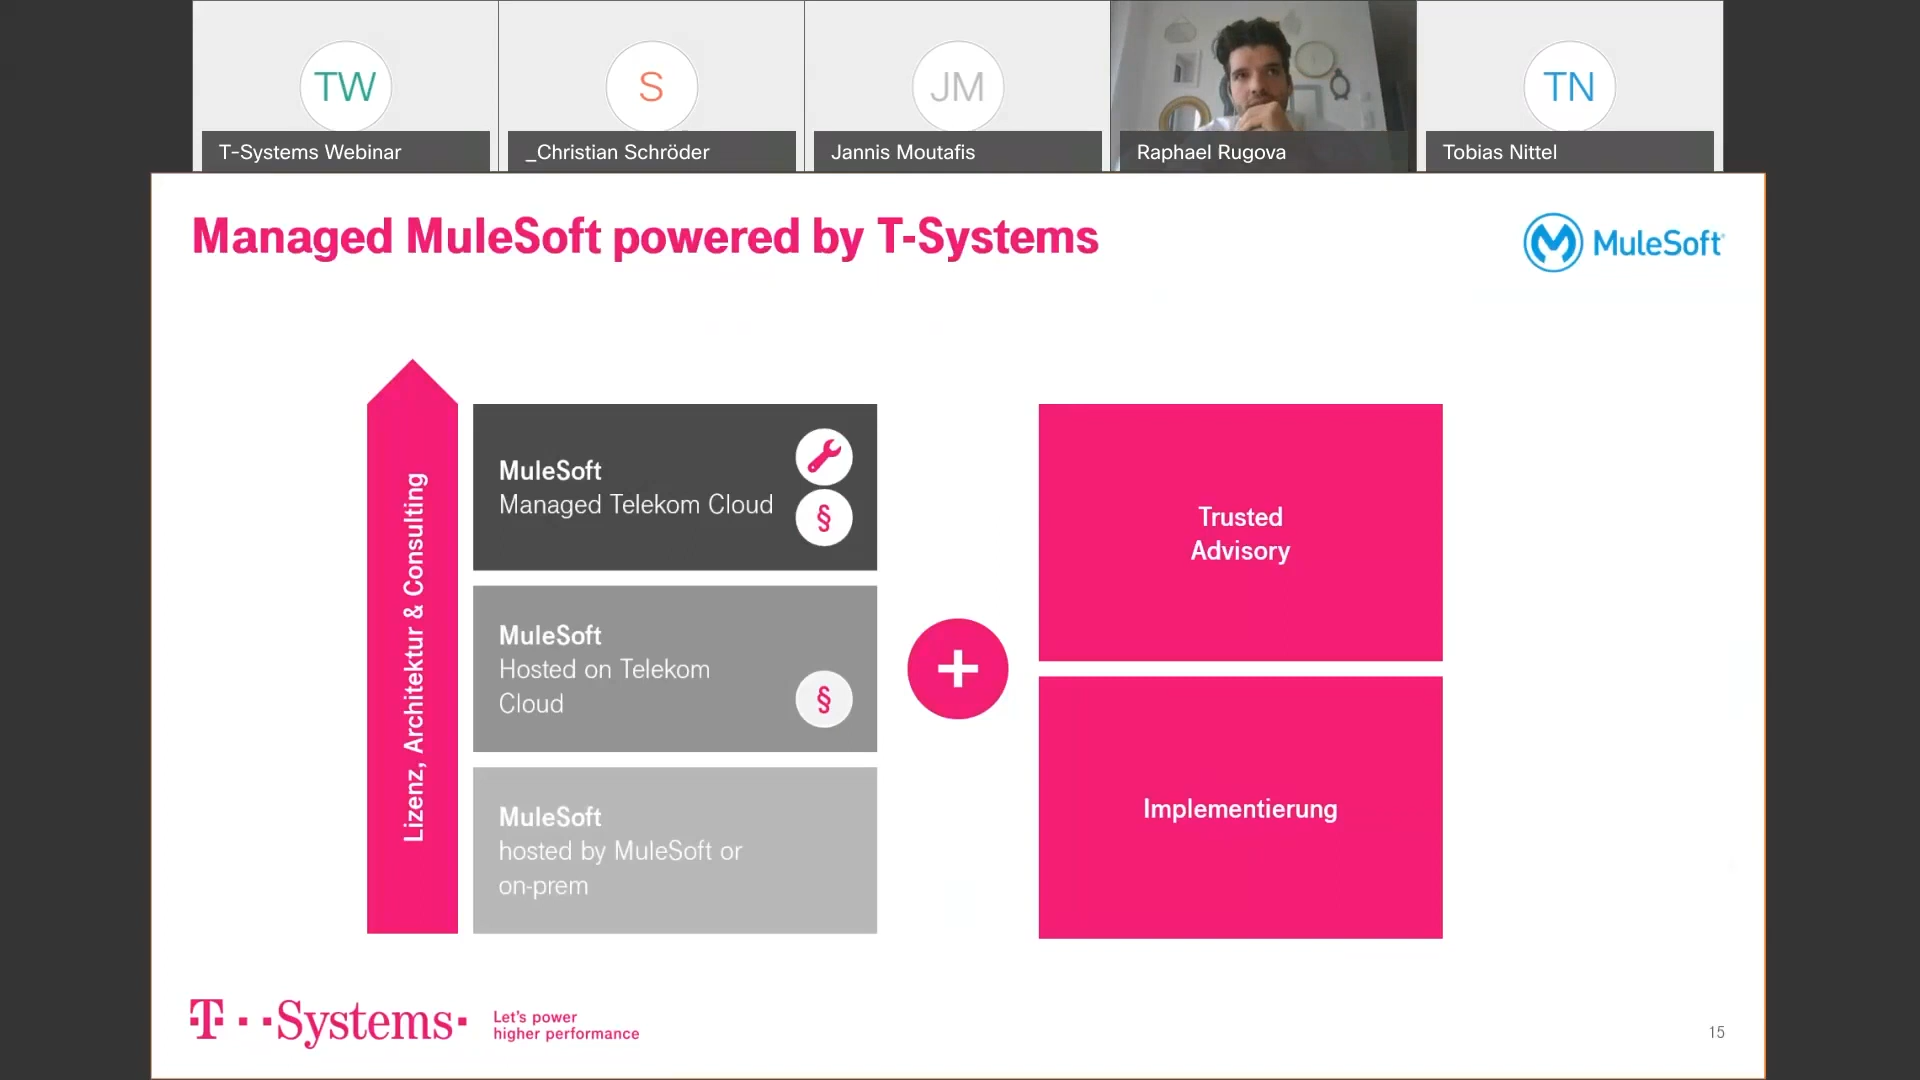 TW
S
JM
TN
T-Systems Webinar
_Christian Schröder
Jannis Moutafis
Raphael Rugova
Tobias Nittel
Managed MuleSoft powered by T-Systems
MuleSoft
Lizenz, Architektur & Consulting
MuleSoft
Managed Telekom Cloud
§
MuleSoft
Hosted on Telekom
Cloud
§
MuleSoft
hosted by MuleSoft or
on-prem
+
Trusted
Advisory
Implementierung
T··Systems·
Let's power
higher performance
15